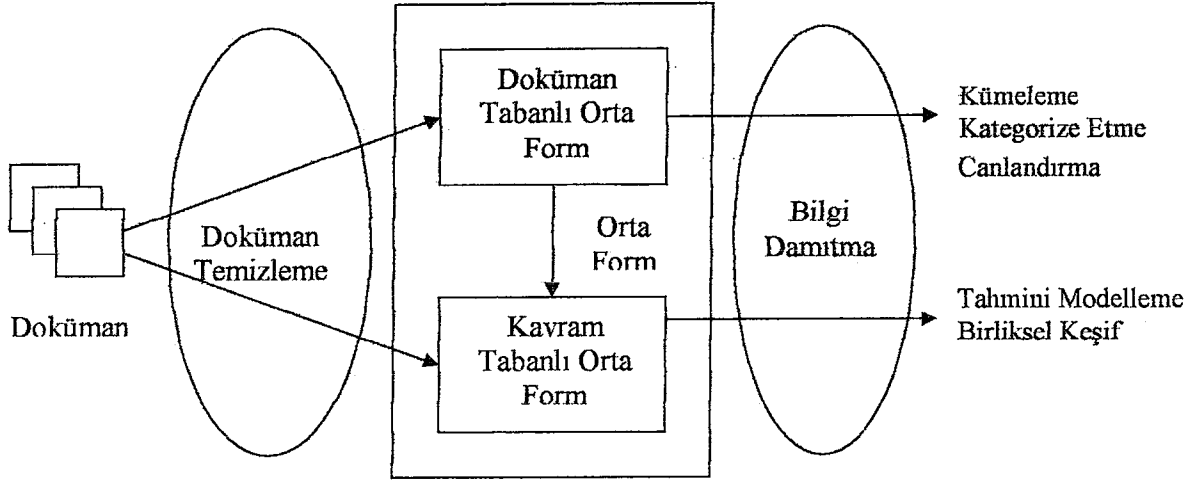 Doküman
Doküman
Temizleme
Doküman
Tabanlı Orta
Form
Orta
Form
Kavram
Tabanlı Orta
Form
Bilgi
Damıtma
Kümeleme
Kategorize Etme
Canlandırma
Tahmini Modelleme
Birliksel Keşif